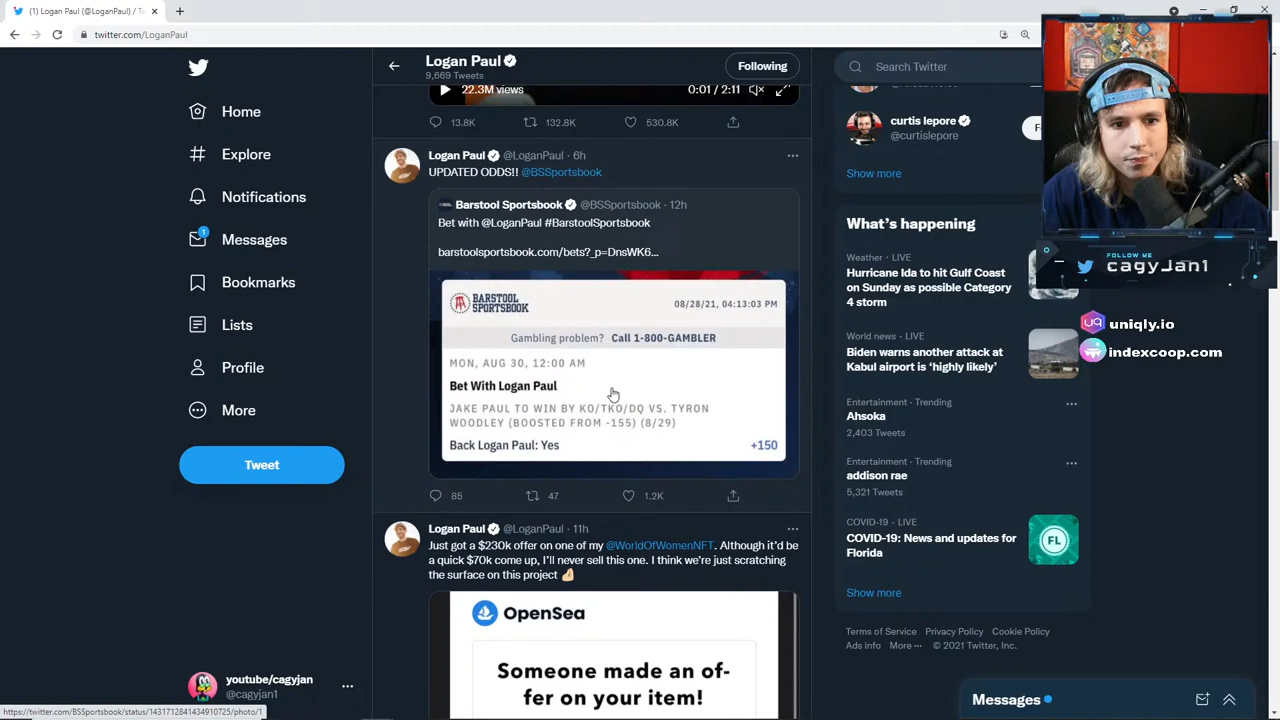 (1) Logan Paul (@LoganPaul) / Twitter
twitter.com/LoganPaul
Home
Explore
Notifications
1
Messages
Bookmarks
Lists
Profile
More
Tweet
youtube/cagyjan
@cagyjan1
https://twitter.com/BSSportsbook/status/1431712841434910725/photo/1
Logan Paul
9,669 Tweets
Following
22.3M views
0:01 / 2:11
13.8K
132.8K
530.8K
Logan Paul @LoganPaul · 6h
UPDATED ODDS!! @BSSportsbook
Barstool Sportsbook @BSSportsbook · 12h
Bet with @LoganPaul #BarstoolSportsbook
barstoolsportsbook.com/bets?_p=DnsWK6...
BARSTOOL
SPORTSBOOK
08/28/21, 04:13:03 PM
Gambling problem? Call 1-800-GAMBLER
MON, AUG 30, 12:00 AM
Bet With Logan Paul
JAKE PAUL TO WIN BY KO/TKO/DQ VS. TYRON
WOODLEY (BOOSTED FROM -155) (8/29)
Back Logan Paul: Yes
+150
85
47
1.2K
Logan Paul @LoganPaul · 11h
Just got a $230k offer on one of my @WorldOfWomenNFT. Although it'd be
a quick $70k come up, I'll never sell this one. I think we're just scratching
the surface on this project
OpenSea
Someone made an of-
fer on your item!
Search Twitter
curtis lepore
@curtislepore
Show more
What's happening
Weather · LIVE
Hurricane Ida to hit Gulf Coast
on Sunday as possible Category
4 storm
World news · LIVE
Biden warns another attack at
Kabul airport is 'highly likely'
Entertainment · Trending
Ahsoka
2,403 Tweets
Entertainment · Trending
addison rae
5,321 Tweets
COVID-19 · LIVE
COVID-19: News and updates for
Florida
Show more
Terms of Service Privacy Policy Cookie Policy
Ads info More ··· © 2021 Twitter, Inc.
Messages
FOLLOW ME
cagyJan1
uniqly.io
indexcoop.com